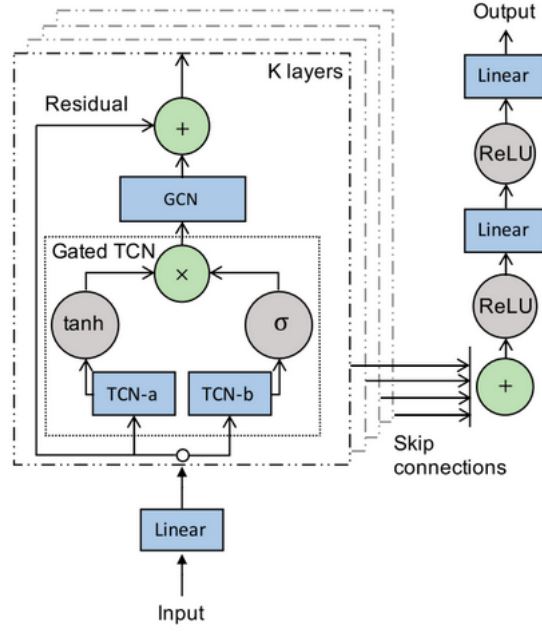 Output
K layers
Linear
Residual
+
ReLU
GCN
Linear
Gated TCN
×
tanh
σ
ReLU
TCN-a
TCN-b
+
Skip
connections
Linear
Input